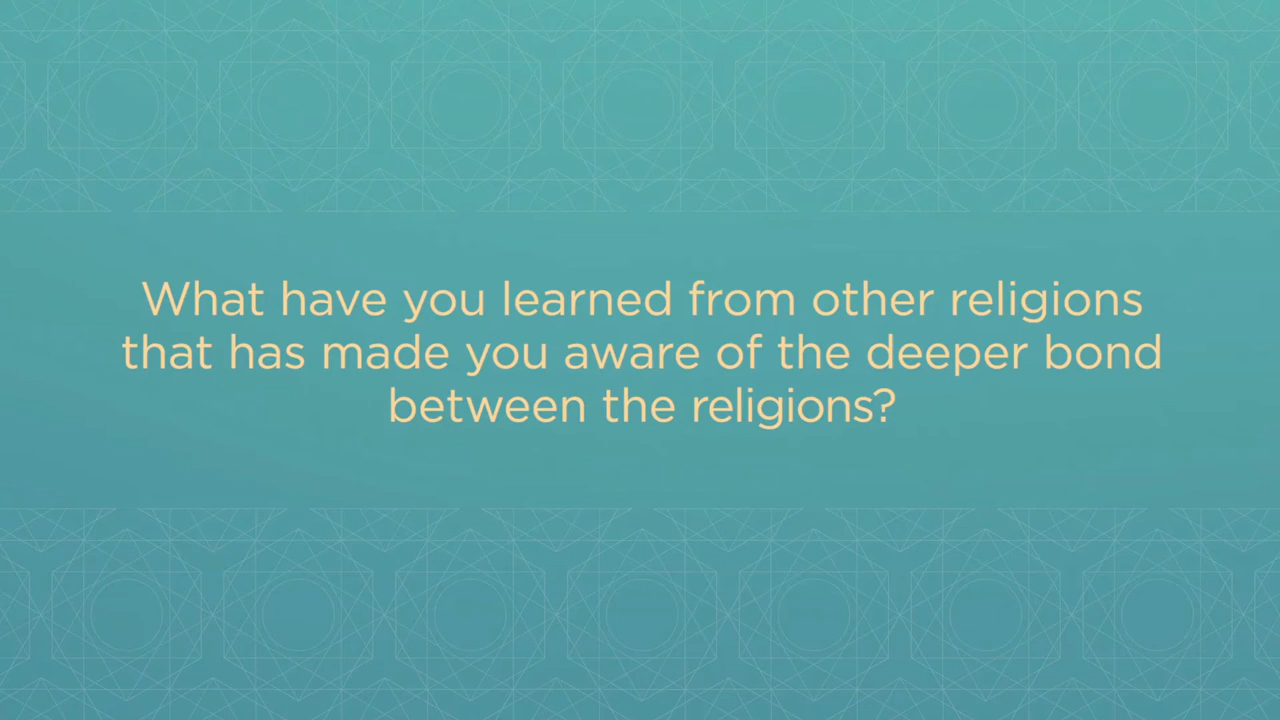 What have you learned from other religions
that has made you aware of the deeper bond
between the religions?